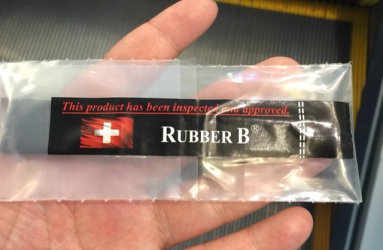 This product has been inspected and approved.
RUBBER B®